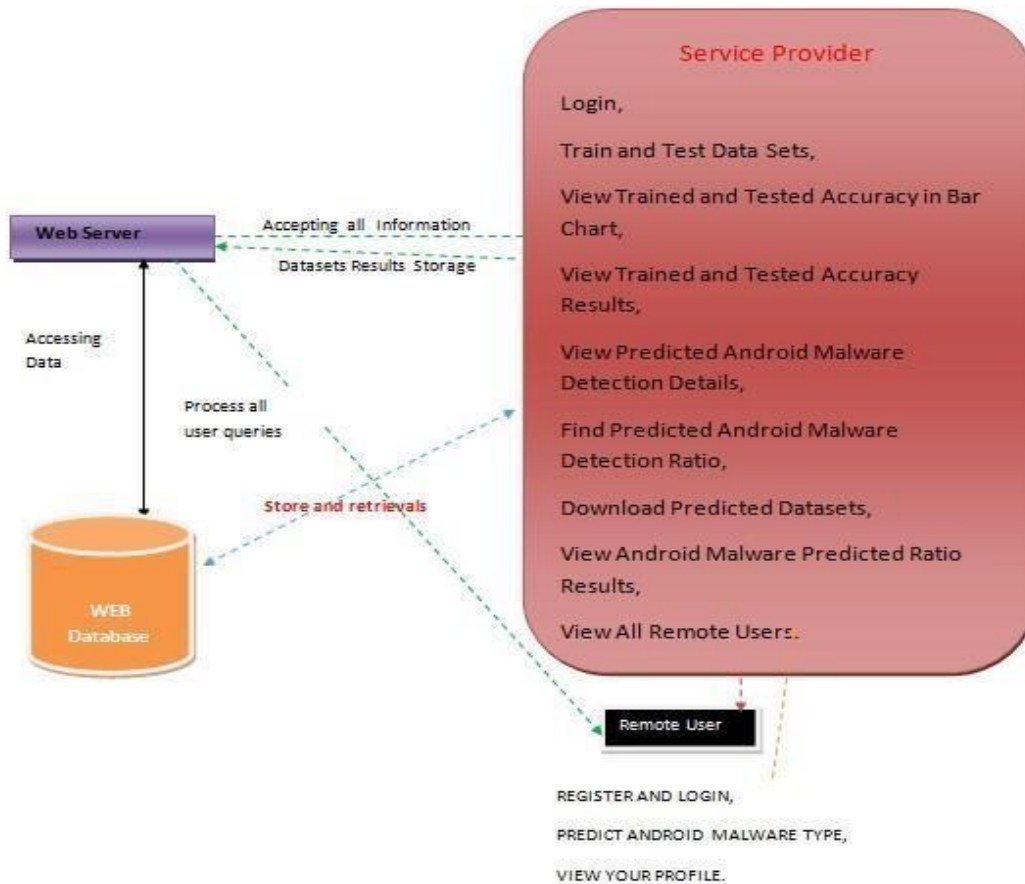 Service Provider
Login,
Train and Test Data Sets,
View Trained and Tested Accuracy in Bar
Chart,
View Trained and Tested Accuracy
Results,
View Predicted Android Malware
Detection Details,
Find Predicted Android Malware
Detection Ratio,
Download Predicted Datasets,
View Android Malware Predicted Ratio
Results,
View All Remote Users.
Web Server
Accepting all Information
Datasets Results Storage
Accessing
Data
Process all
user queries
Store and retrievals
WEB
Database
Remote User
REGISTER AND LOGIN,
PREDICT ANDROID MALWARE TYPE,
VIEW YOUR PROFILE.